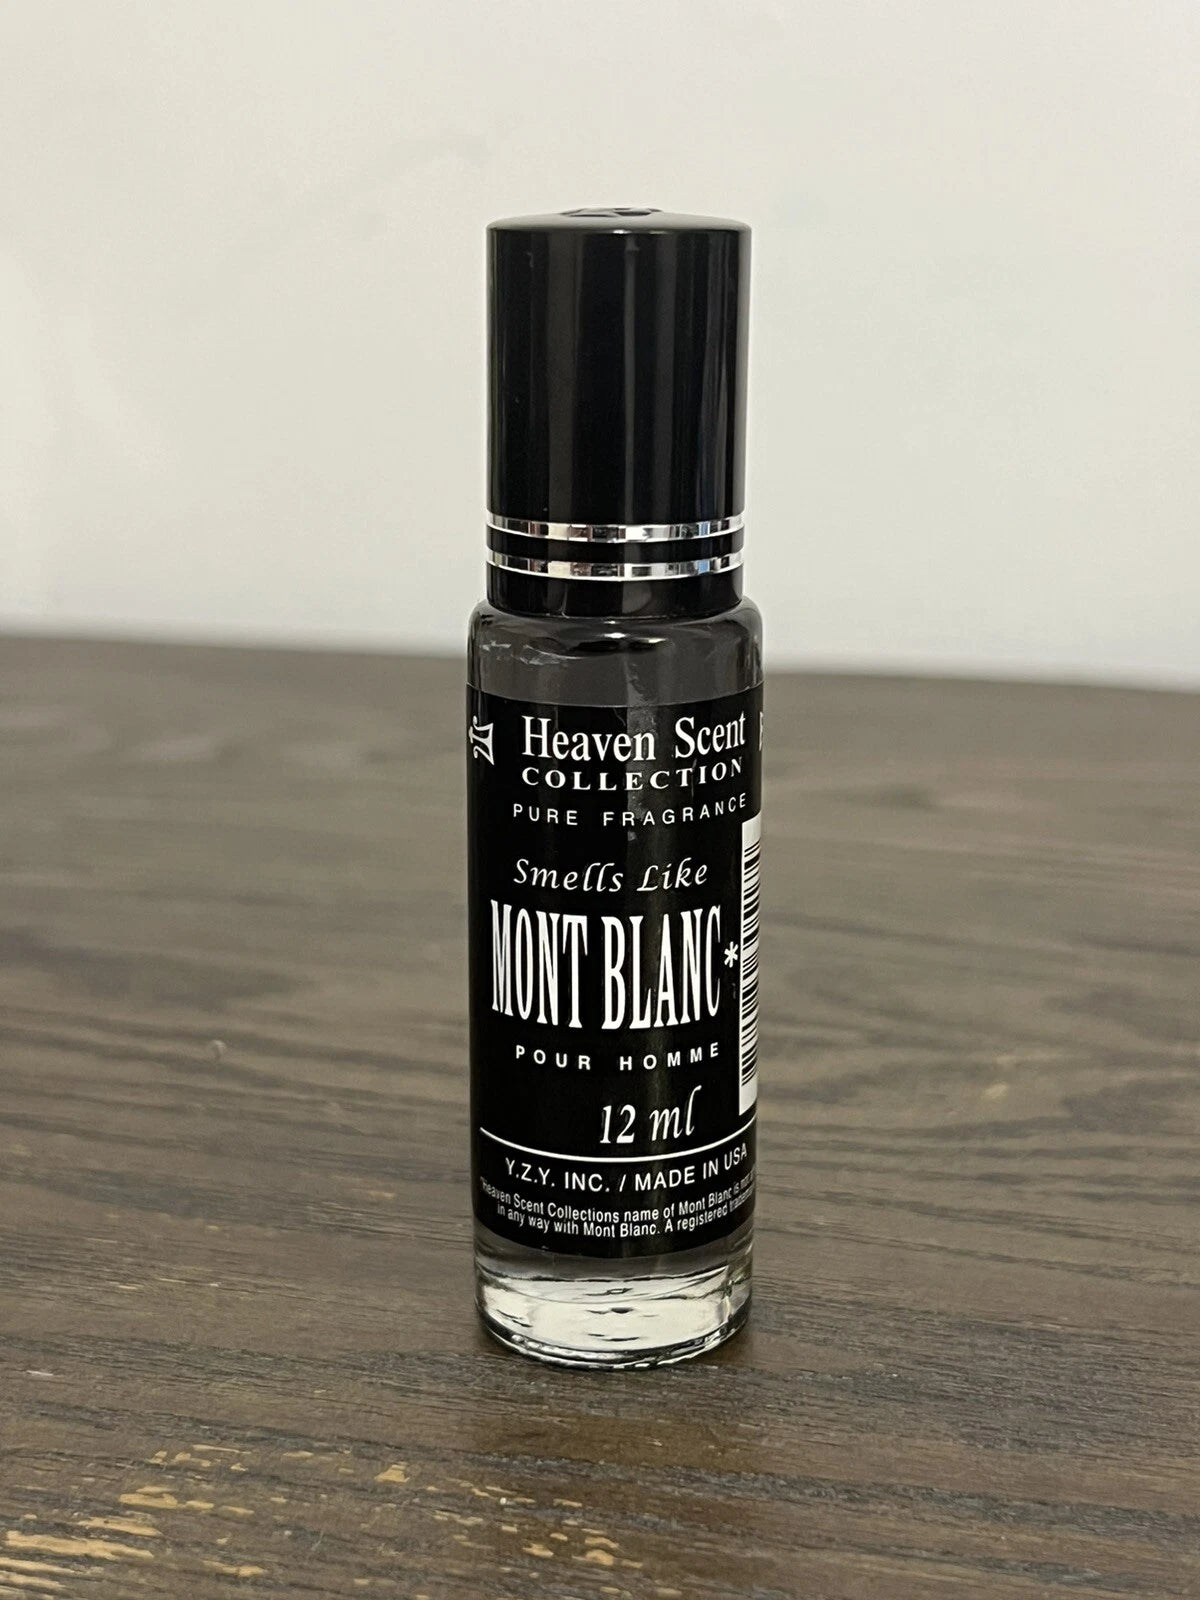 Heaven Scent
COLLECTION
PURE FRAGRANCE
Smells Like
MONT BLANC*
POUR HOMME
12 ml
Y.Z.Y. INC. / MADE IN USA
*Heaven Scent Collections name of Mont Blanc is
in any way with Mont Blanc. A registered